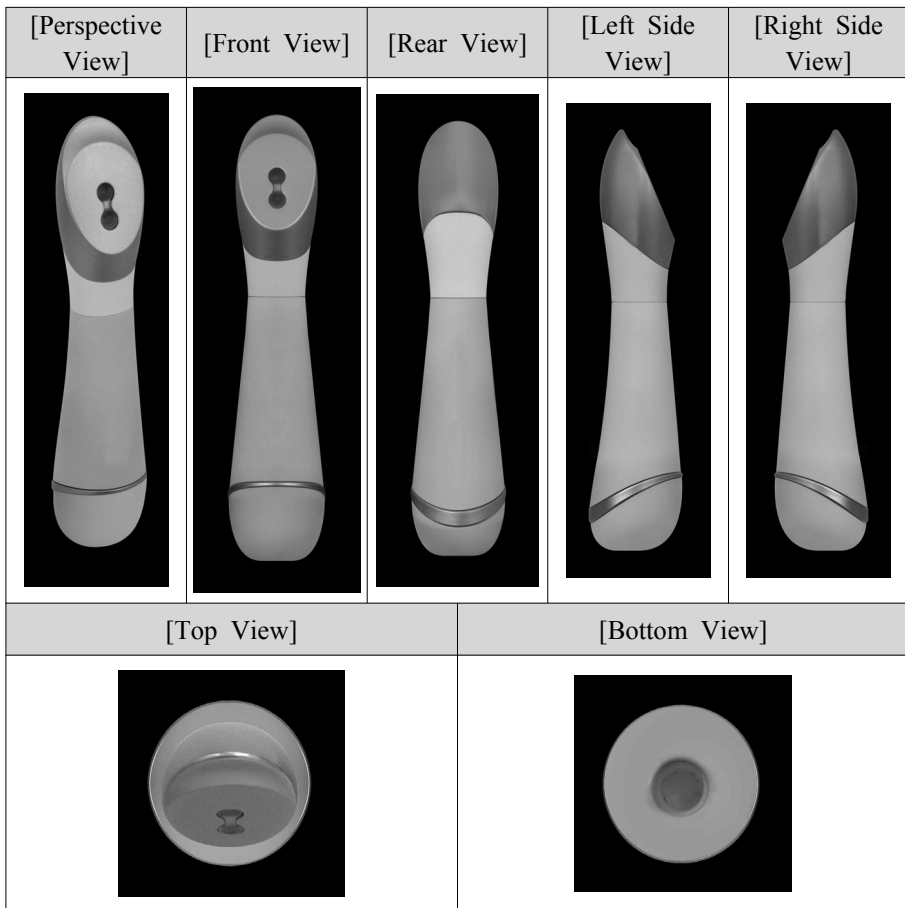 [Perspective
View]
[Front View]
[Rear View]
[Left Side
View]
[Right Side
View]
[Top View]
[Bottom View]